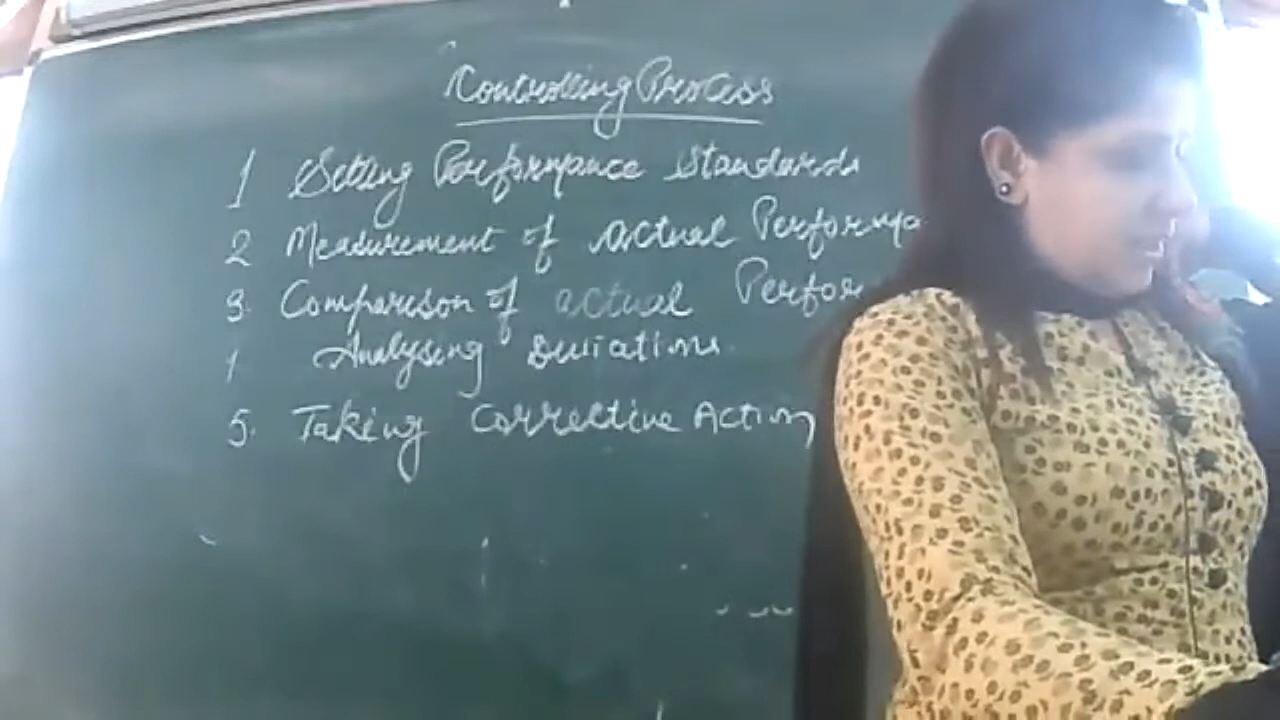 Controlling Process
1 Setting Performance Standards
2 Measurement of actual Performa
3. Comparison of actual Perfor
Analysing Deviations
5. Taking Corrective Action